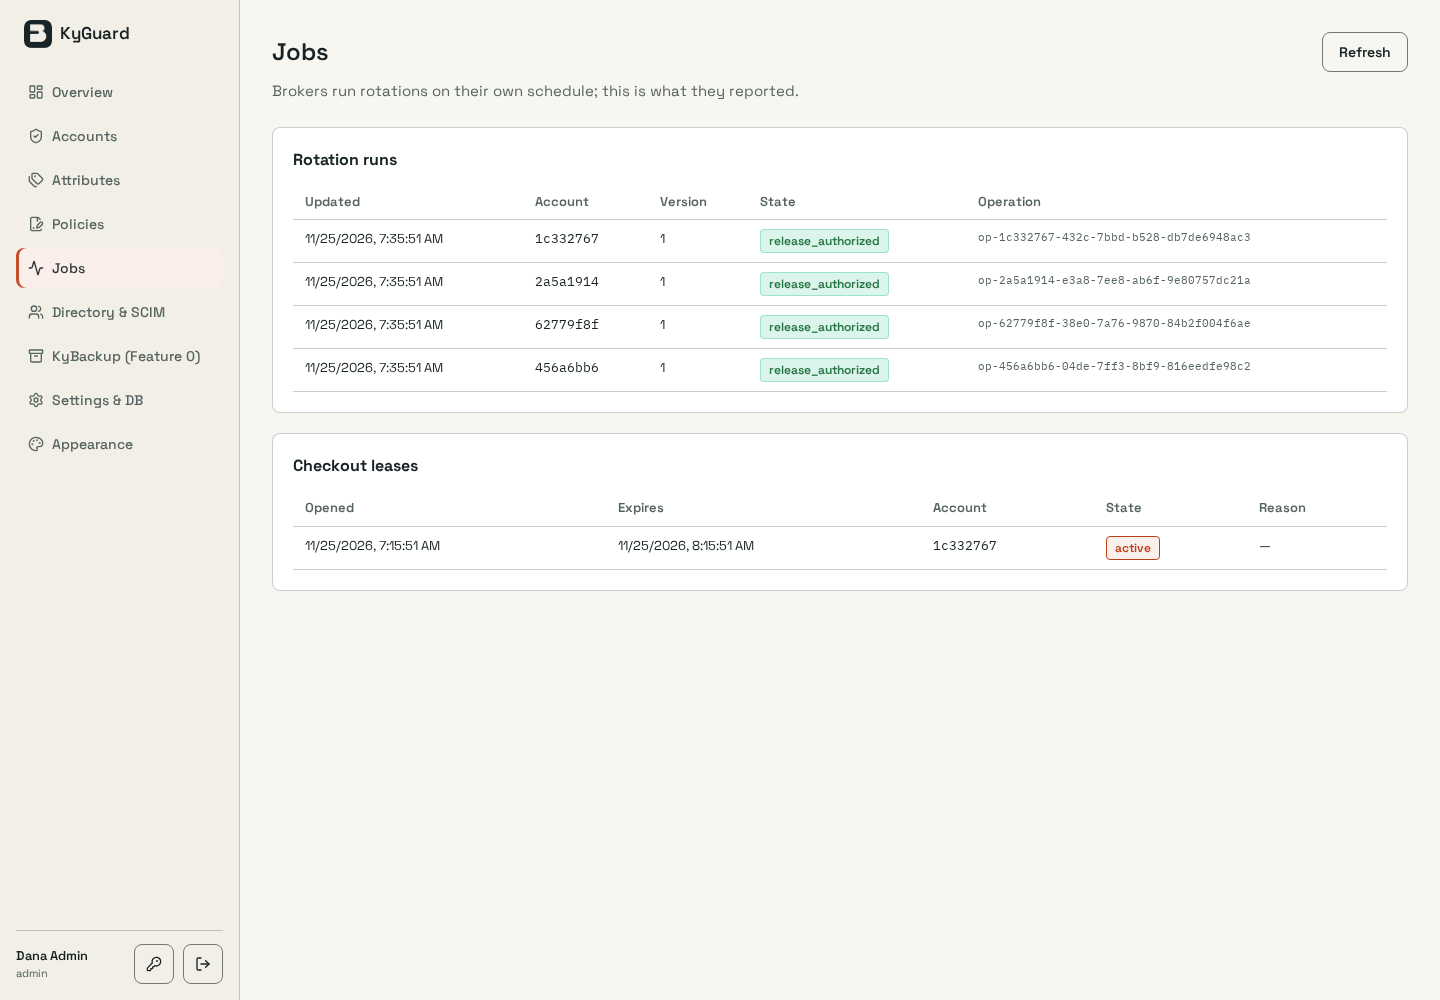 KyGuard
Overview
Accounts
Attributes
Policies
Jobs
Directory & SCIM
KyBackup (Feature 0)
Settings & DB
Appearance
Dana Admin
admin
Jobs
Refresh
Brokers run rotations on their own schedule; this is what they reported.
Rotation runs
Updated Account Version State Operation
11/25/2026, 7:35:51 AM 1c332767 1 release_authorized op-1c332767-432c-7bbd-b528-db7de6948ac3
11/25/2026, 7:35:51 AM 2a5a1914 1 release_authorized op-2a5a1914-e3a8-7ee8-ab6f-9e80757dc21a
11/25/2026, 7:35:51 AM 62779f8f 1 release_authorized op-62779f8f-38e0-7a76-9870-84b2f004f6ae
11/25/2026, 7:35:51 AM 456a6bb6 1 release_authorized op-456a6bb6-04de-7ff3-8bf9-816eedfe98c2
Checkout leases
Opened Expires Account State Reason
11/25/2026, 7:15:51 AM 11/25/2026, 8:15:51 AM 1c332767 active —